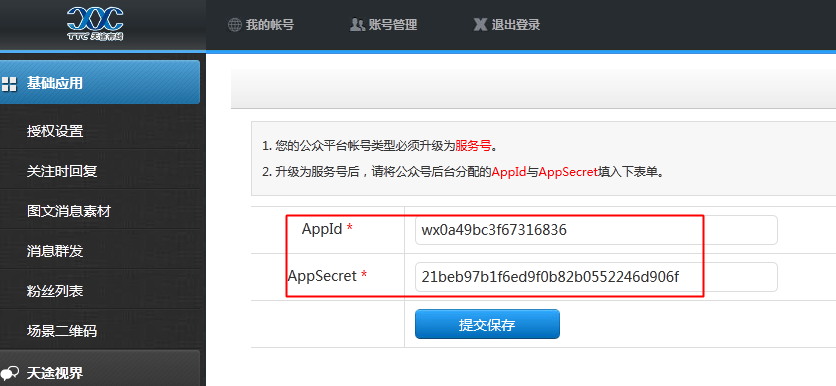 TTC 天途有线
我的帐号
账号管理
退出登录
基础应用
授权设置
关注时回复
图文消息素材
消息群发
粉丝列表
场景二维码
天途视界
1. 您的公众平台帐号类型必须升级为服务号。
2. 升级为服务号后，请将公众号后台分配的AppId与AppSecret填入下表单。
AppId *
wx0a49bc3f67316836
AppSecret *
21beb97b1f6ed9f0b82b0552246d906f
提交保存